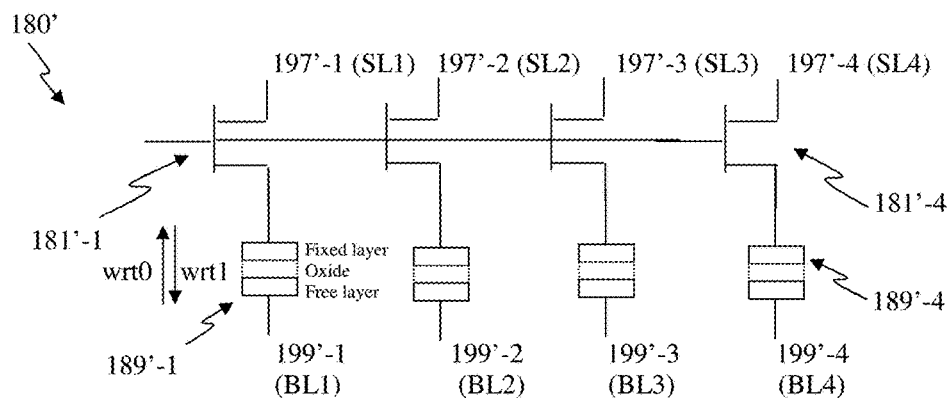 180'
197'-1 (SL1)
197'-2 (SL2)
197'-3 (SL3)
197'-4 (SL4)
181'-1
181'-4
wrt0
wrt1
Fixed layer
Oxide
Free layer
189'-1
189'-4
199'-1
(BL1)
199'-2
(BL2)
199'-3
(BL3)
199'-4
(BL4)